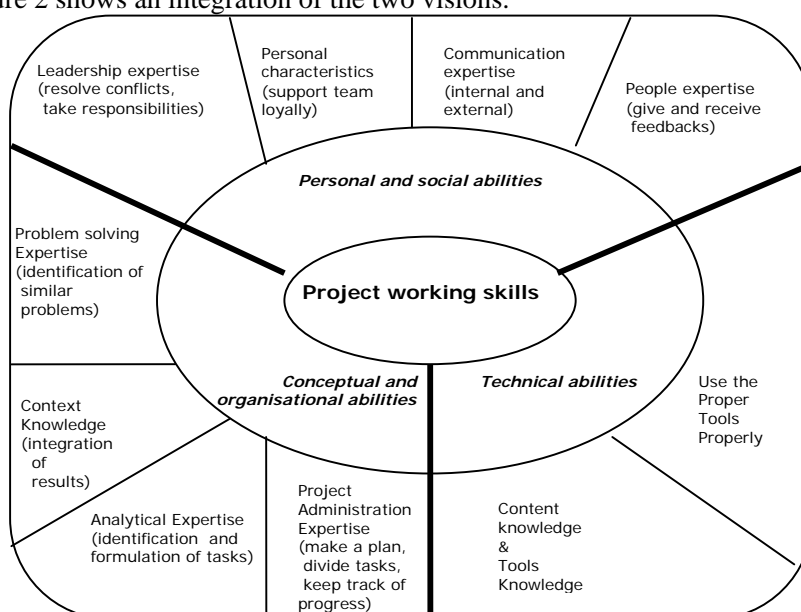 ure 2 shows an integration of the two visions.
Leadership expertise
(resolve conflicts,
take responsibilities)
Personal
characteristics
(support team
loyally)
Communication
expertise
(internal and
external)
People expertise
(give and receive
feedbacks)
Personal and social abilities
Problem solving
Expertise
(identification of
similar
problems)
Project working skills
Conceptual and
organisational abilities
Technical abilities
Use the
Proper
Tools
Properly
Context
Knowledge
(integration
of
results)
Analytical Expertise
(identification and
formulation of tasks)
Project
Administration
Expertise
(make a plan,
divide tasks,
keep track of
progress)
Content
knowledge
&
Tools
Knowledge